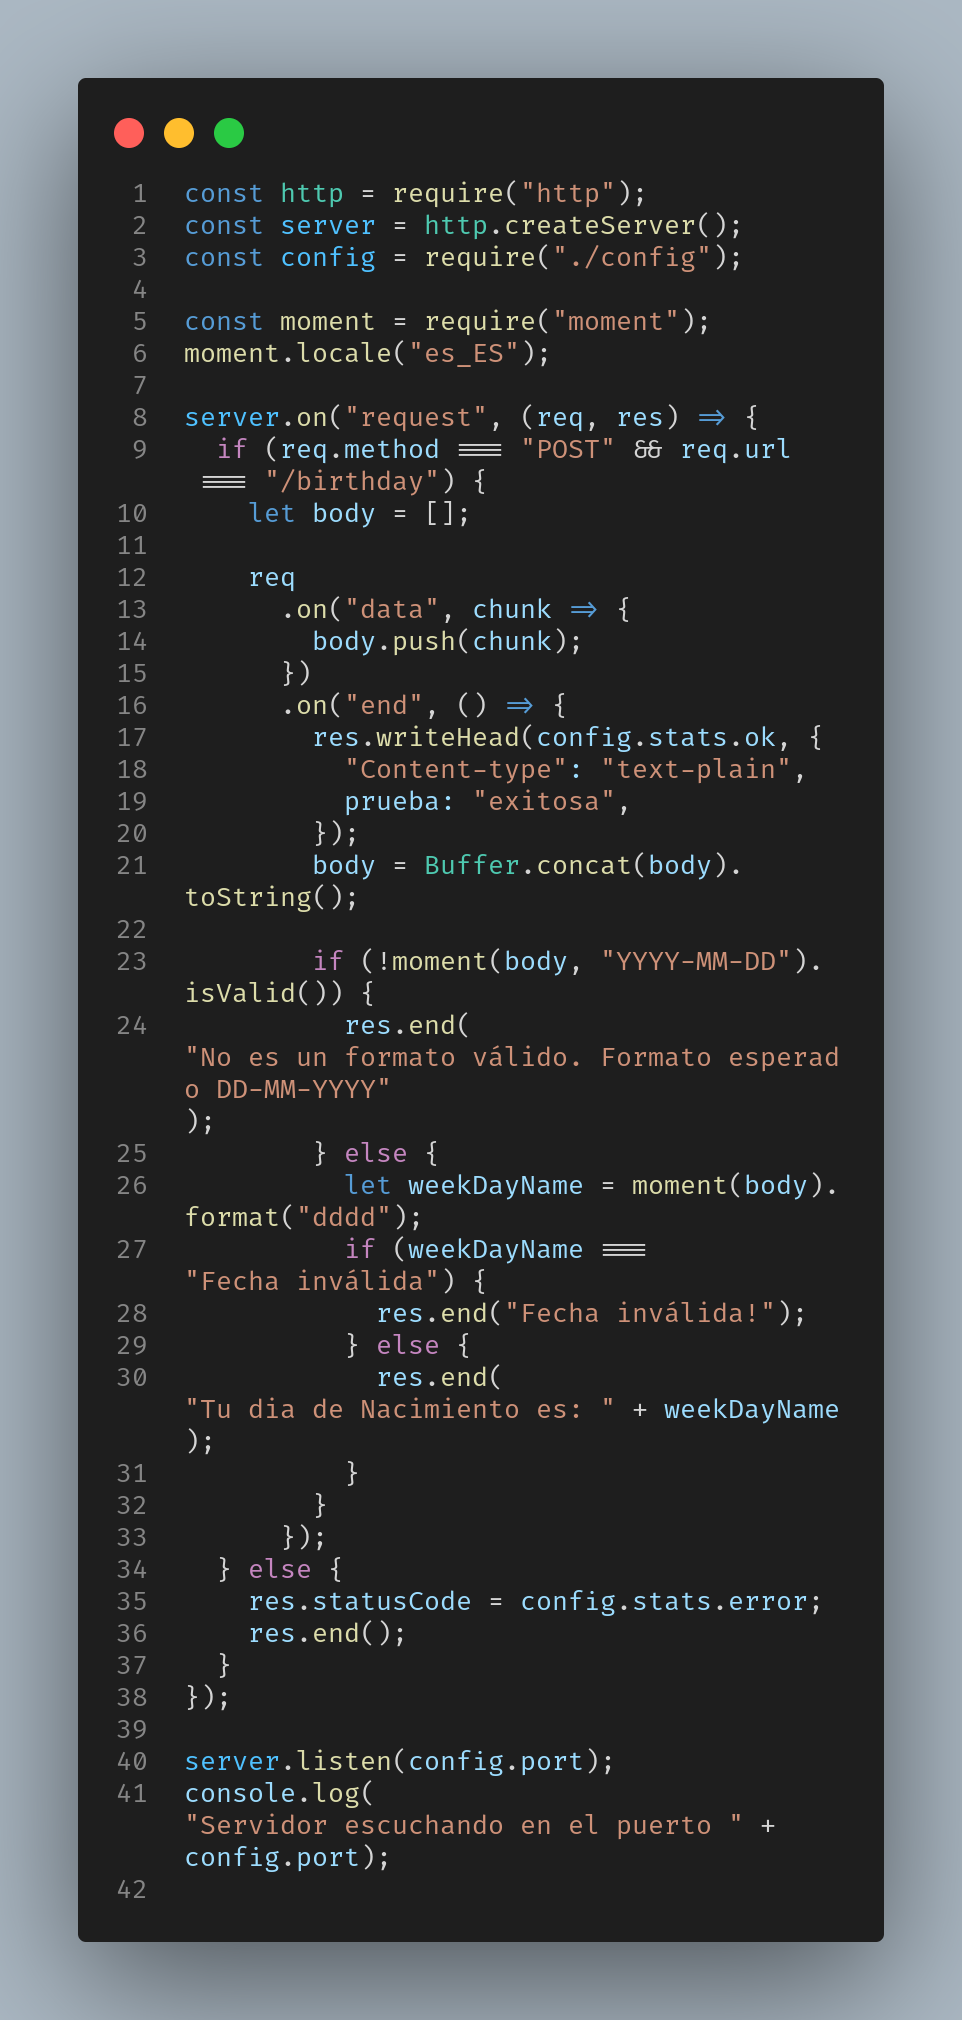 1 const http = require("http");
2 const server = http.createServer();
3 const config = require("./config");
4
5 const moment = require("moment");
6 moment.locale("es_ES");
7
8 server.on("request", (req, res) => {
9   if (req.method === "POST" && req.url
 === "/birthday") {
10     let body = [];
11
12     req
13       .on("data", chunk => {
14         body.push(chunk);
15       })
16       .on("end", () => {
17         res.writeHead(config.stats.ok, {
18           "Content-type": "text-plain",
19           prueba: "exitosa",
20         });
21         body = Buffer.concat(body).
toString();
22
23         if (!moment(body, "YYYY-MM-DD").
isValid()) {
24           res.end(
"No es un formato válido. Formato esperad
o DD-MM-YYYY"
);
25         } else {
26           let weekDayName = moment(body).
format("dddd");
27           if (weekDayName ===
"Fecha inválida") {
28             res.end("Fecha inválida!");
29           } else {
30             res.end(
"Tu dia de Nacimiento es: " + weekDayName
);
31           }
32         }
33       });
34   } else {
35     res.statusCode = config.stats.error;
36     res.end();
37   }
38 });
39
40 server.listen(config.port);
41 console.log(
"Servidor escuchando en el puerto " +
config.port);
42